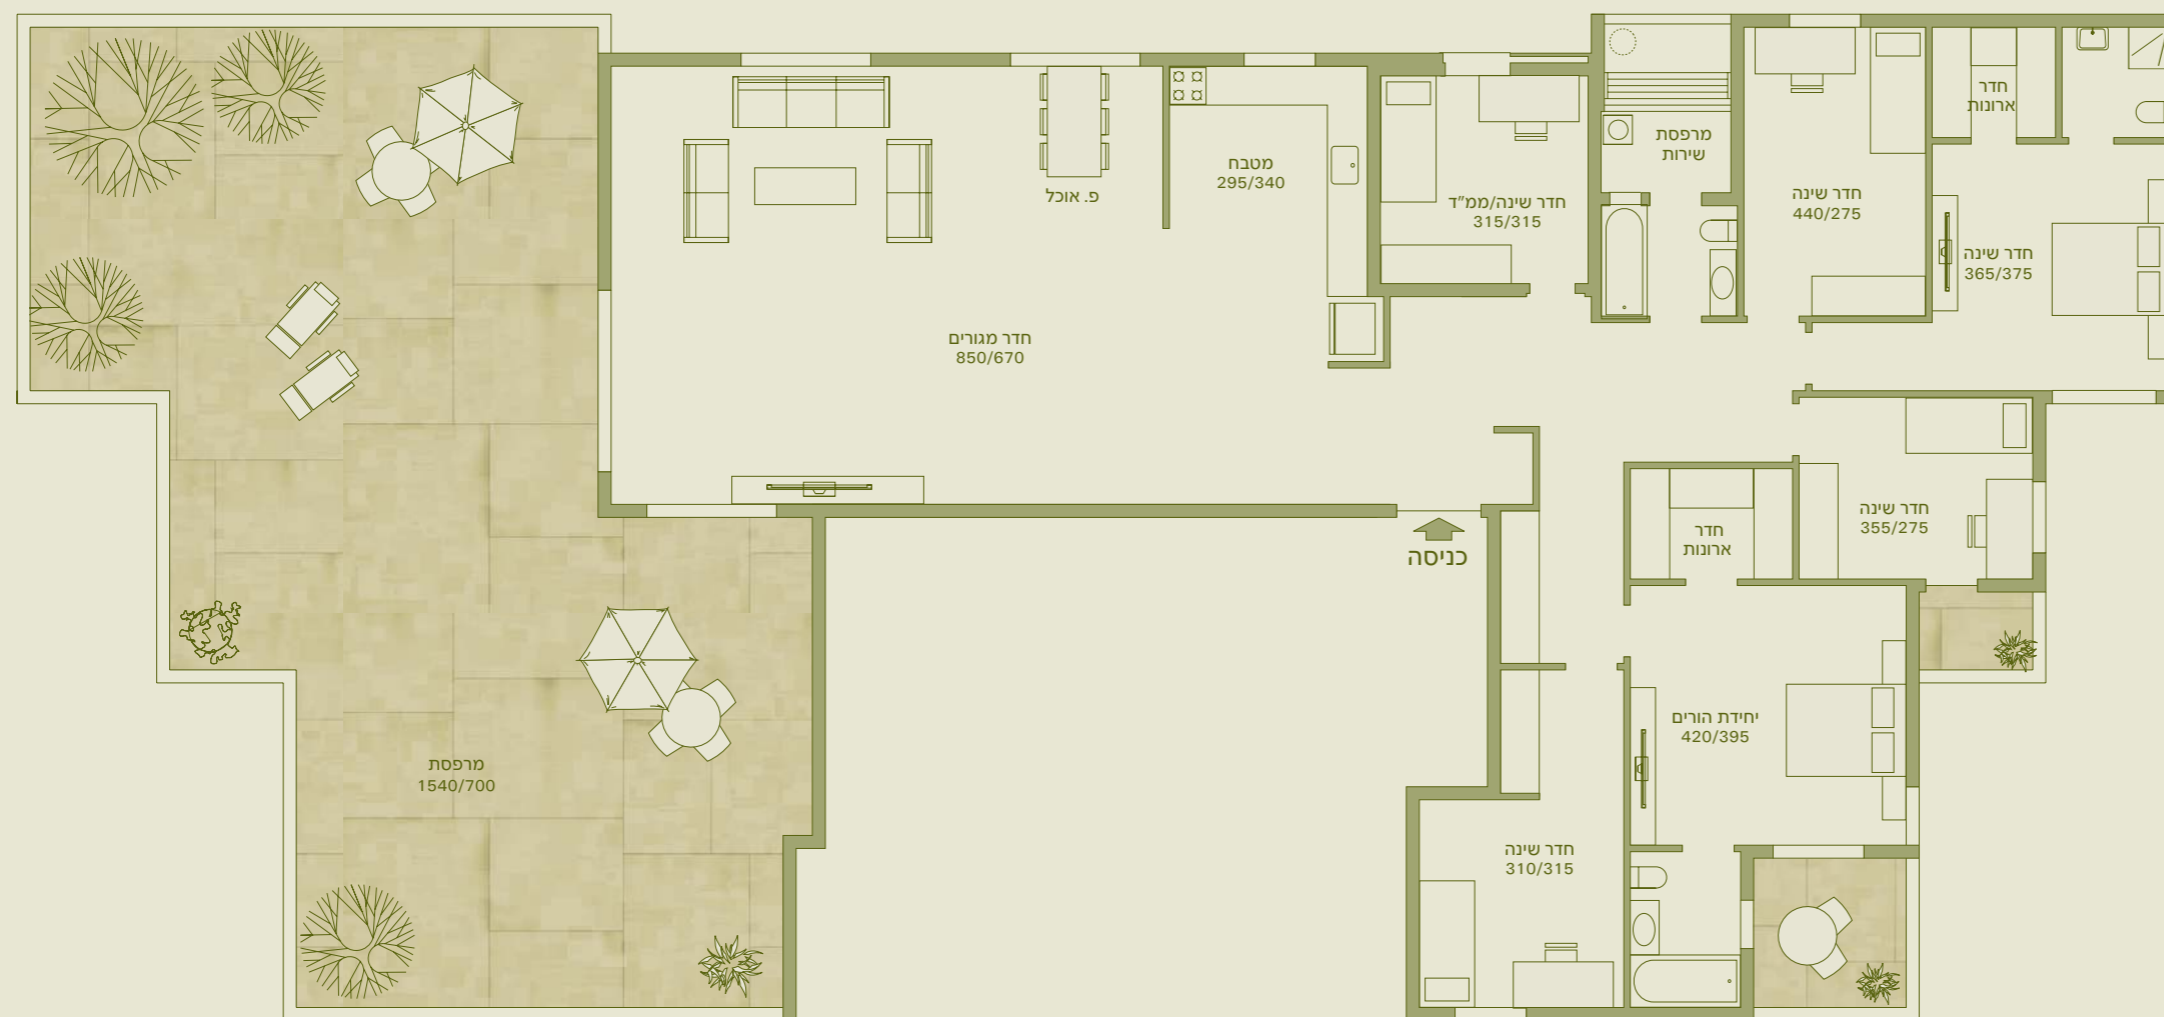 חדר
ארונות
מרפסת
שירות
פ. אוכל
מטבח
295/340
חדר שינה/ממ"ד
315/315
חדר שינה
440/275
חדר שינה
365/375
חדר מגורים
850/670
חדר שינה
355/275
חדר
ארונות
כניסה
יחידת הורים
420/395
מרפסת
1540/700
חדר שינה
310/315